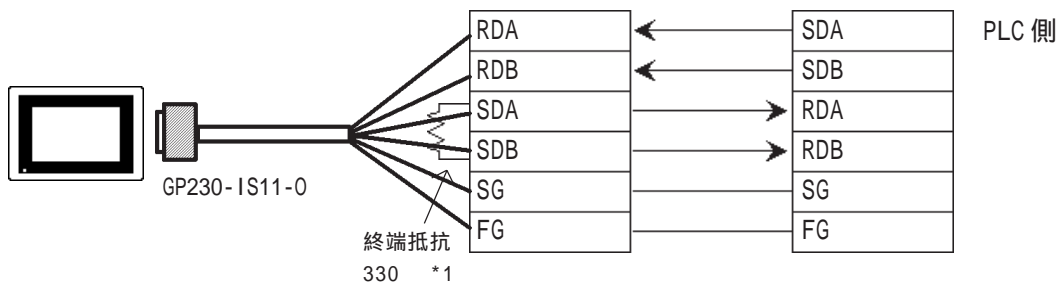 RDA SDA PLC 側
RDB SDB
SDA RDA
SDB RDB
GP230-IS11-O
SG SG
FG FG
終端抵抗
330 *1